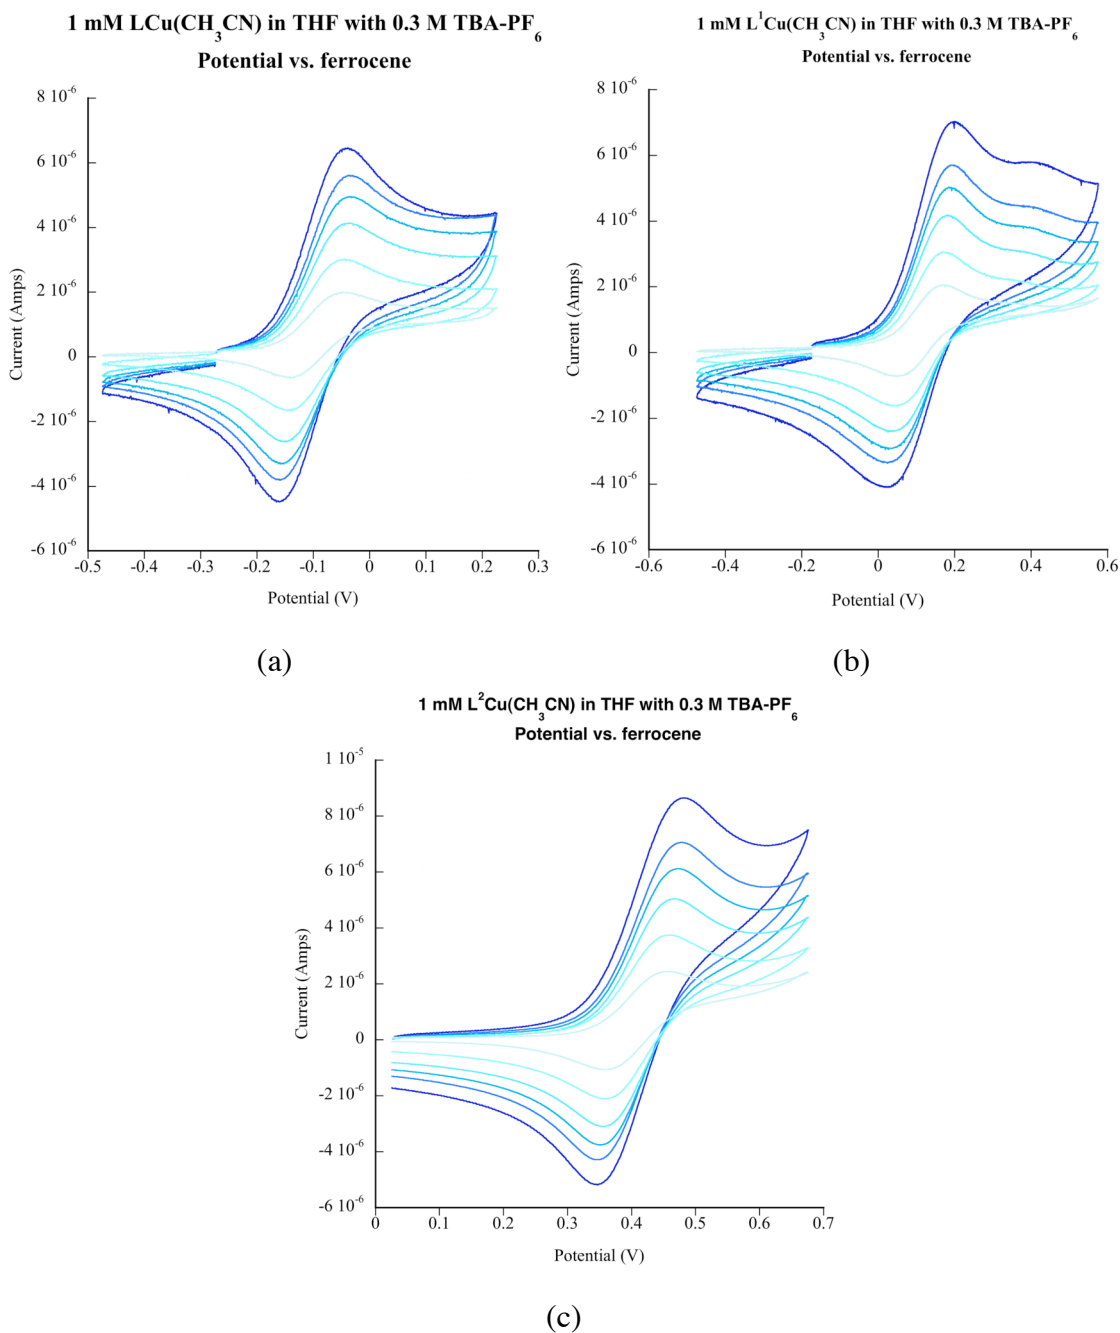 1 mM LCu(CH3CN) in THF with 0.3 M TBA-PF6
Potential vs. ferrocene
8 10-6
6 10-6
4 10-6
2 10-6
0
-2 10-6
-4 10-6
-6 10-6
Current (Amps)
-0.5 -0.4 -0.3 -0.2 -0.1 0 0.1 0.2 0.3
Potential (V)
(a)
1 mM L1Cu(CH3CN) in THF with 0.3 M TBA-PF6
Potential vs. ferrocene
8 10-6
6 10-6
4 10-6
2 10-6
0
-2 10-6
-4 10-6
-6 10-6
Current (Amps)
-0.6 -0.4 -0.2 0 0.2 0.4 0.6
Potential (V)
(b)
1 mM L2Cu(CH3CN) in THF with 0.3 M TBA-PF6
Potential vs. ferrocene
1 10-5
8 10-6
6 10-6
4 10-6
2 10-6
0
-2 10-6
-4 10-6
-6 10-6
Current (Amps)
0 0.1 0.2 0.3 0.4 0.5 0.6 0.7
Potential (V)
(c)